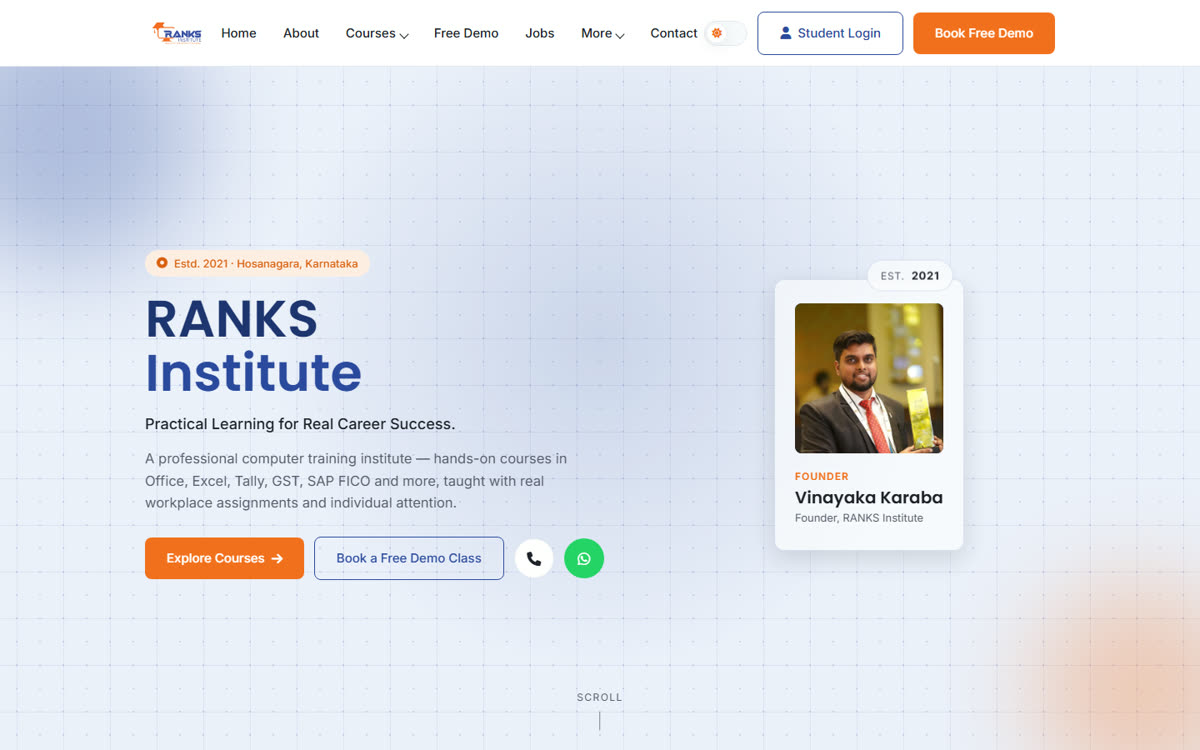 RANKS
INSTITUTE
Home
About
Courses
Free Demo
Jobs
More
Contact
Student Login
Book Free Demo
Estd. 2021 · Hosanagara, Karnataka
RANKS
Institute
Practical Learning for Real Career Success.
A professional computer training institute — hands-on courses in
Office, Excel, Tally, GST, SAP FICO and more, taught with real
workplace assignments and individual attention.
Explore Courses
Book a Free Demo Class
EST. 2021
FOUNDER
Vinayaka Karaba
Founder, RANKS Institute
SCROLL